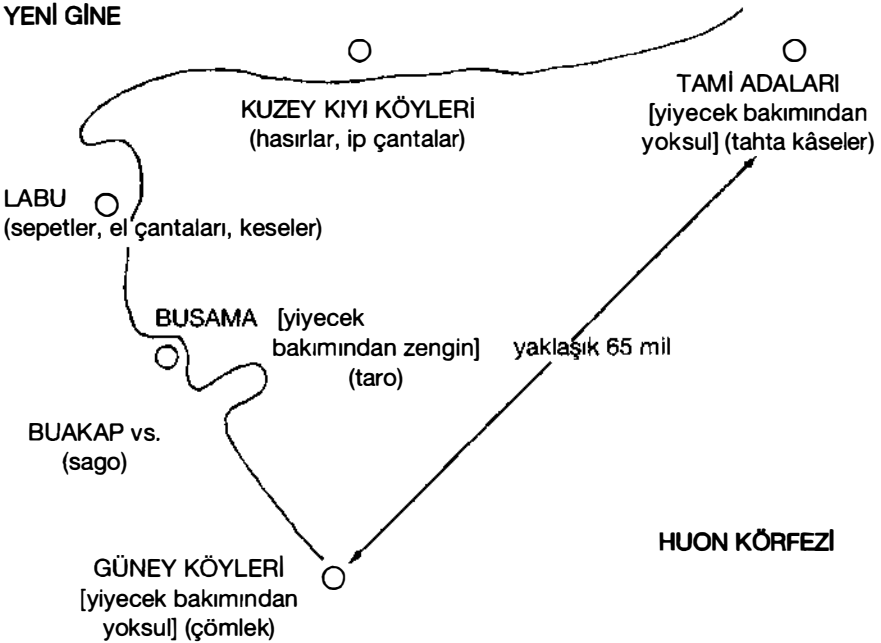 YENİ GİNE
TAMİ ADALARI
[yiyecek bakımından
yoksul] (tahta kâseler)
KUZEY KIYI KÖYLERİ
(hasırlar, ip çantalar)
LABU
(sepetler, el çantaları, keseler)
BUSAMA [yiyecek
bakımından zengin]
(taro)
yaklaşık 65 mil
BUAKAP vs.
(sago)
HUON KÖRFEZİ
GÜNEY KÖYLERİ
[yiyecek bakımından
yoksul] (çömlek)